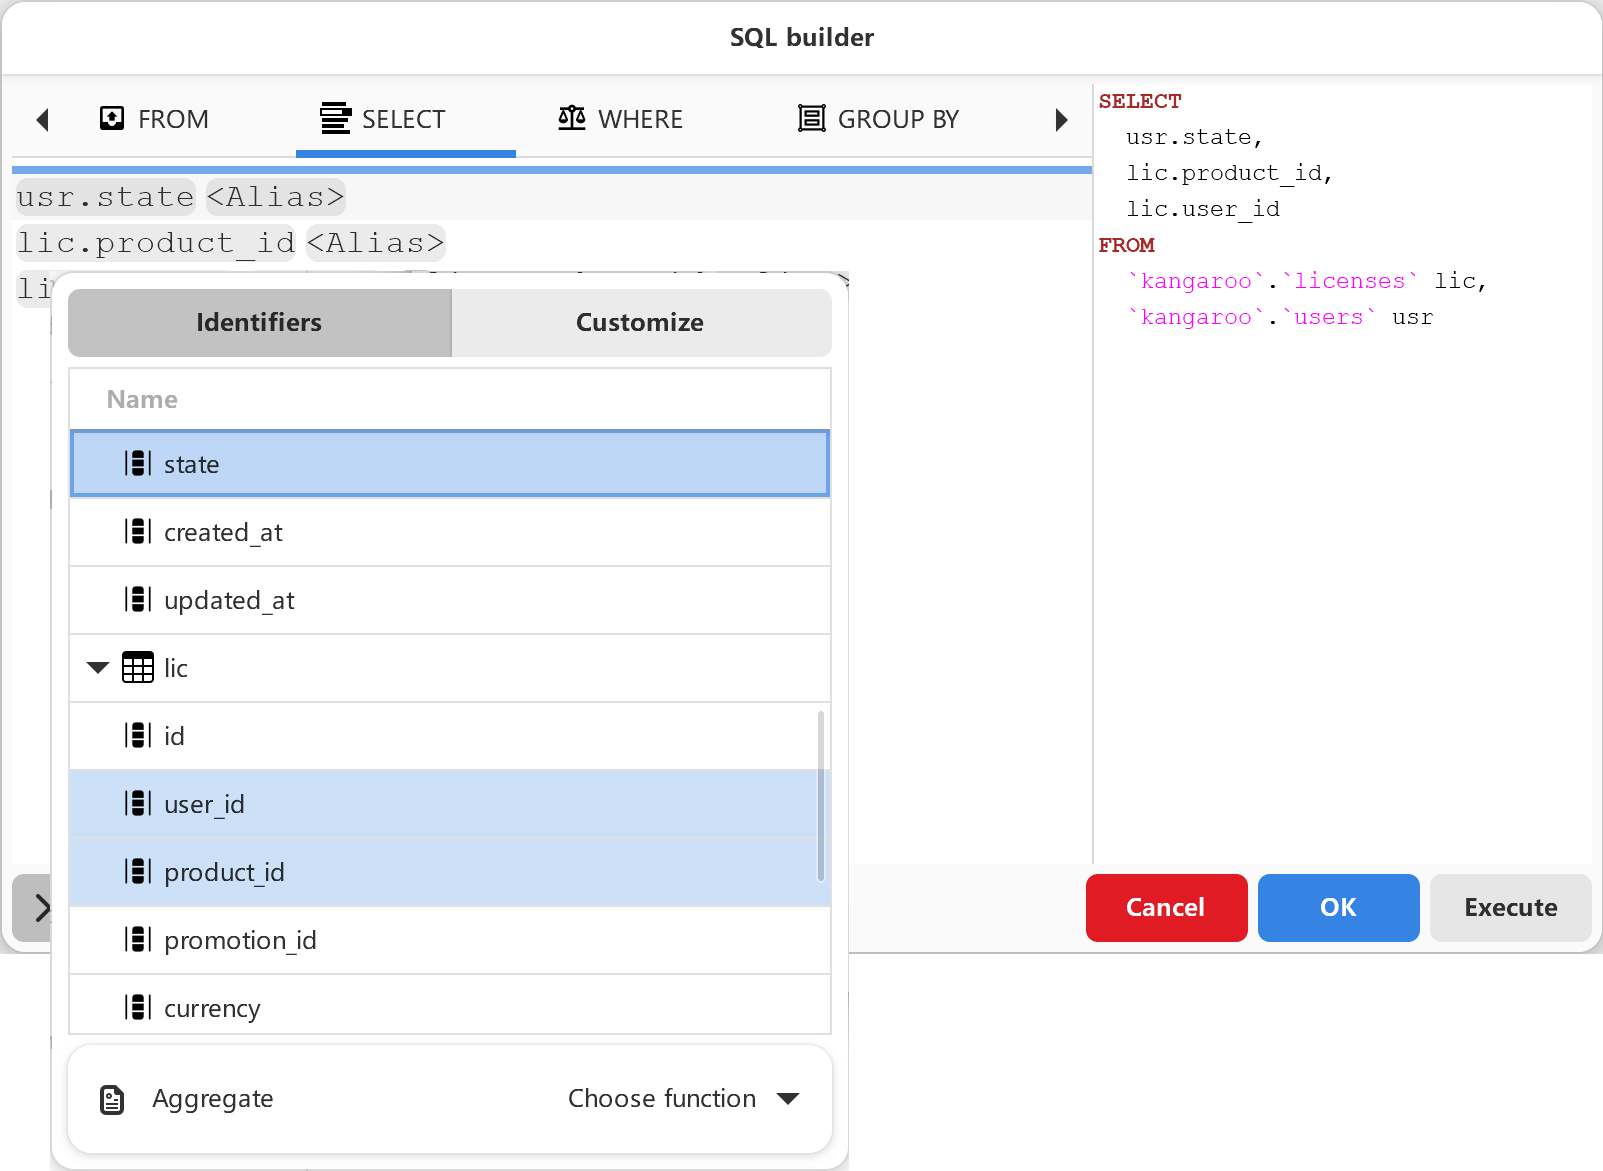 SQL builder
FROM SELECT WHERE GROUP BY
usr.state <Alias>
lic.product_id <Alias>
Identifiers Customize
Name
state
created_at
updated_at
lic
id
user_id
product_id
promotion_id
currency
Aggregate Choose function
SELECT
usr.state,
lic.product_id,
lic.user_id
FROM
`kangaroo`.`licenses` lic,
`kangaroo`.`users` usr
Cancel OK Execute